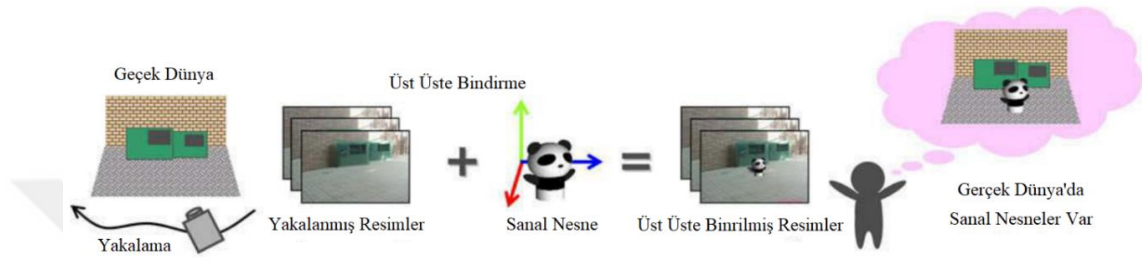 Geçek Dünya
Üst Üste Bindirme
Yakalama
Yakalanmış Resimler
Sanal Nesne
Üst Üste Binrilmiş Resimler
Gerçek Dünya'da
Sanal Nesneler Var